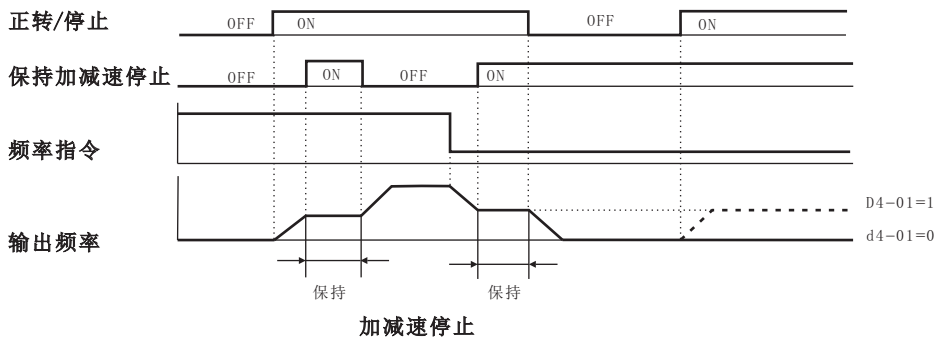 正转/停止
OFF
ON
OFF
ON
保持加减速停止
OFF
ON
OFF
ON
频率指令
输出频率
D4-01=1
d4-01=0
保持
保持
加减速停止